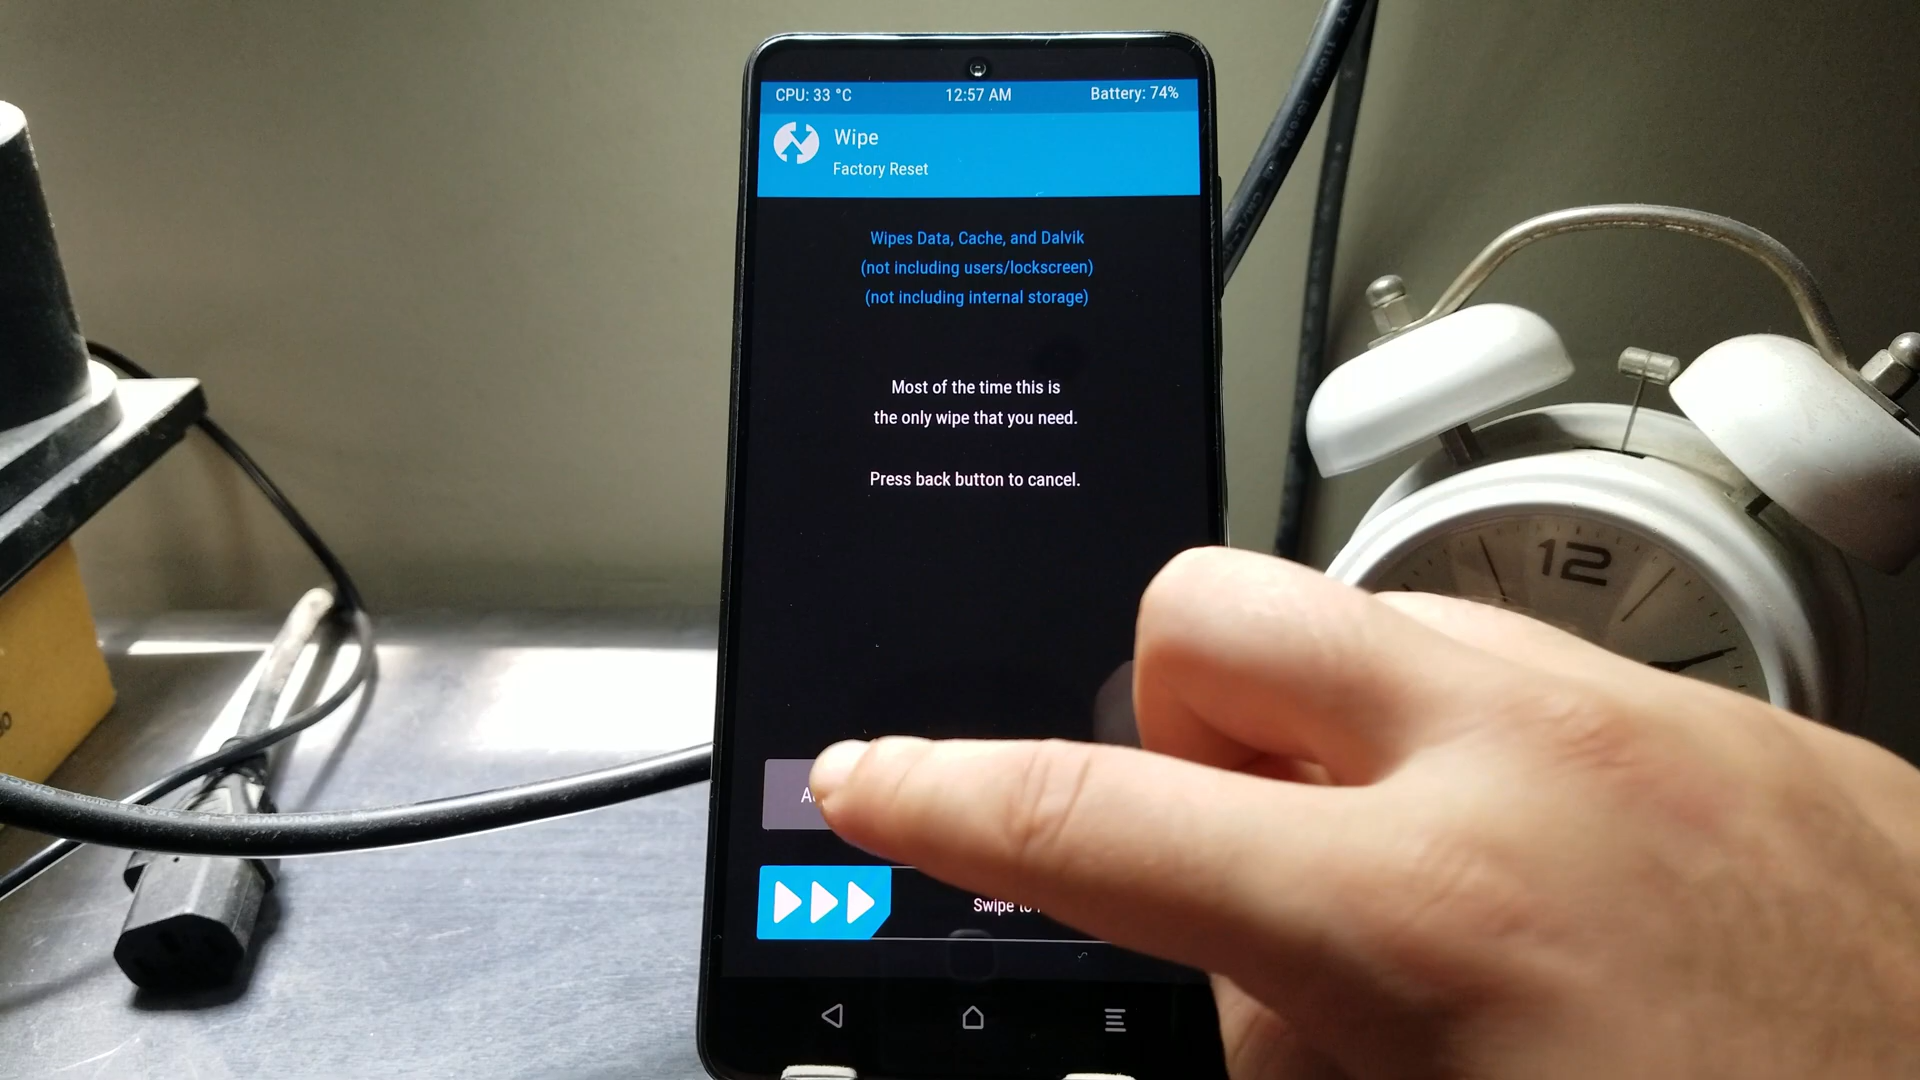 CPU: 33 °C 12:57 AM Battery: 74%
Wipe
Factory Reset
Wipes Data, Cache, and Dalvik
(not including users/lockscreen)
(not including internal storage)
Most of the time this is
the only wipe that you need.
Press back button to cancel.
Swipe to
12